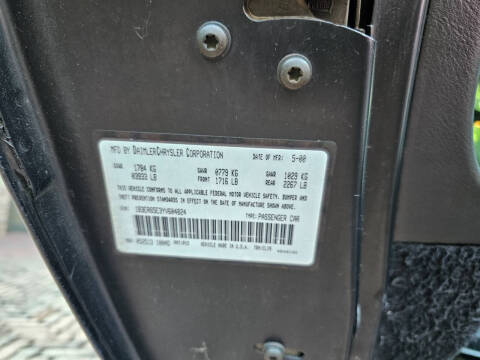 MFD BY DAIMLERCHRYSLER CORPORATION DATE OF MFR: 5-00
GVWR 1784 KG GAWR 0779 KG GAWR 1029 KG
03933 LB FRONT 1716 LB REAR 2267 LB
THIS VEHICLE CONFORMS TO ALL APPLICABLE FEDERAL MOTOR VEHICLE SAFETY, BUMPER AND
THEFT PREVENTION STANDARDS IN EFFECT ON THE DATE OF MANUFACTURE SHOWN ABOVE.
TYPE: PASSENGER CAR
VEHICLE MADE IN U.S.A.